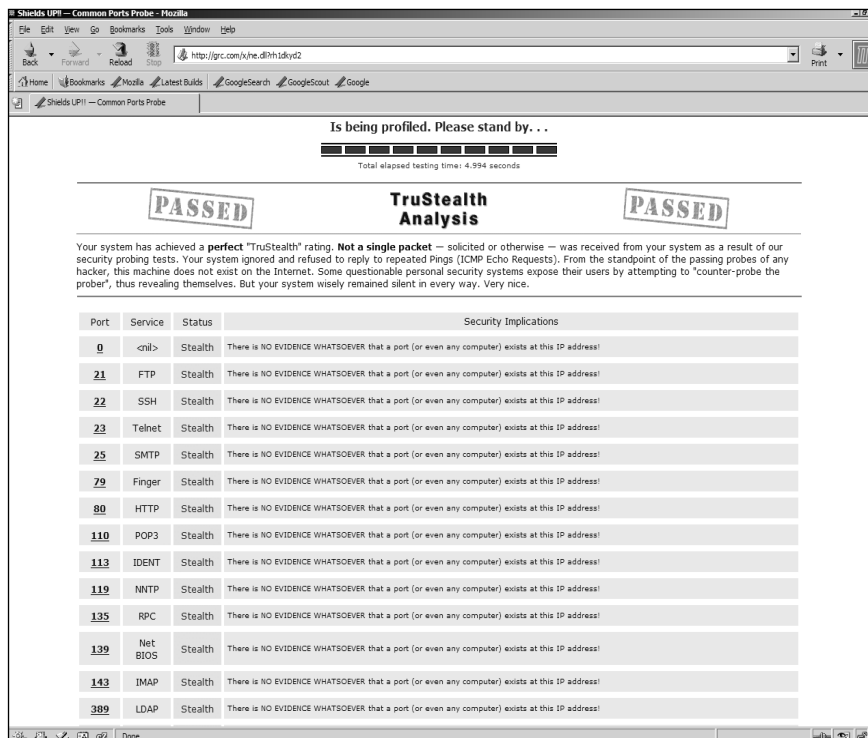 Shields UP!! — Common Ports Probe - Mozilla
File Edit View Go Bookmarks Tools Window Help
Back Forward Reload Stop http://grc.com/x/ne.dll?rh1dkyd2 Print
Home Bookmarks Mozilla Latest Builds GoogleSearch GoogleScout Google
Shields UP!! — Common Ports Probe
Is being profiled. Please stand by. . .
Total elapsed testing time: 4.994 seconds
PASSED TruStealth Analysis PASSED
Your system has achieved a perfect "TruStealth" rating. Not a single packet — solicited or otherwise — was received from your system as a result of our
security probing tests. Your system ignored and refused to reply to repeated Pings (ICMP Echo Requests). From the standpoint of the passing probes of any
hacker, this machine does not exist on the Internet. Some questionable personal security systems expose their users by attempting to "counter-probe the
prober", thus revealing themselves. But your system wisely remained silent in every way. Very nice.
Port Service Status Security Implications
0 <nil> Stealth There is NO EVIDENCE WHATSOEVER that a port (or even any computer) exists at this IP address!
21 FTP Stealth There is NO EVIDENCE WHATSOEVER that a port (or even any computer) exists at this IP address!
22 SSH Stealth There is NO EVIDENCE WHATSOEVER that a port (or even any computer) exists at this IP address!
23 Telnet Stealth There is NO EVIDENCE WHATSOEVER that a port (or even any computer) exists at this IP address!
25 SMTP Stealth There is NO EVIDENCE WHATSOEVER that a port (or even any computer) exists at this IP address!
79 Finger Stealth There is NO EVIDENCE WHATSOEVER that a port (or even any computer) exists at this IP address!
80 HTTP Stealth There is NO EVIDENCE WHATSOEVER that a port (or even any computer) exists at this IP address!
110 POP3 Stealth There is NO EVIDENCE WHATSOEVER that a port (or even any computer) exists at this IP address!
113 IDENT Stealth There is NO EVIDENCE WHATSOEVER that a port (or even any computer) exists at this IP address!
119 NNTP Stealth There is NO EVIDENCE WHATSOEVER that a port (or even any computer) exists at this IP address!
135 RPC Stealth There is NO EVIDENCE WHATSOEVER that a port (or even any computer) exists at this IP address!
139 Net BIOS Stealth There is NO EVIDENCE WHATSOEVER that a port (or even any computer) exists at this IP address!
143 IMAP Stealth There is NO EVIDENCE WHATSOEVER that a port (or even any computer) exists at this IP address!
389 LDAP Stealth There is NO EVIDENCE WHATSOEVER that a port (or even any computer) exists at this IP address!
Done